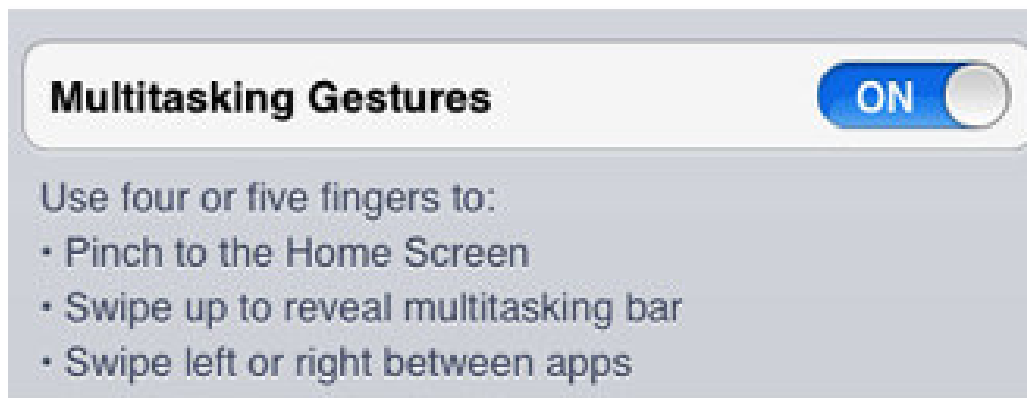 Multitasking Gestures ON
Use four or five fingers to:
• Pinch to the Home Screen
• Swipe up to reveal multitasking bar
• Swipe left or right between apps